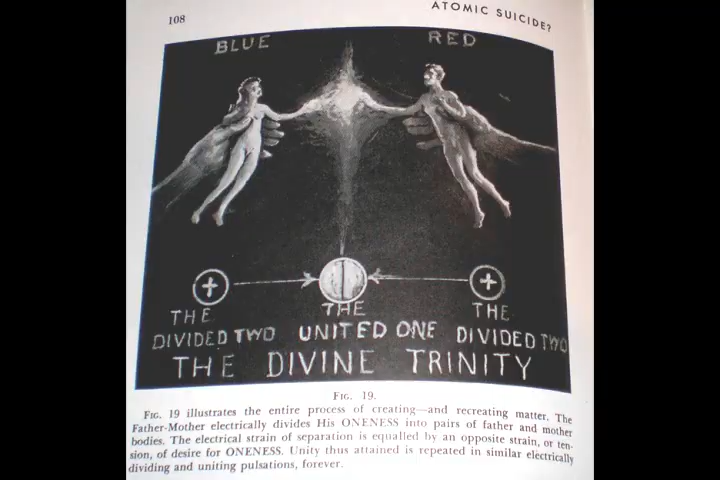 108
ATOMIC SUICIDE?
BLUE RED
+ +
THE THE THE
DIVIDED TWO UNITED ONE DIVIDED TWO
THE DIVINE TRINITY
FIG. 19.
FIG. 19 illustrates the entire process of creating—and recreating matter. The
Father-Mother electrically divides His ONENESS into pairs of father and mother
bodies. The electrical strain of separation is equalled by an opposite strain, or ten-
sion, of desire for ONENESS. Unity thus attained is repeated in similar electrically
dividing and uniting pulsations, forever.